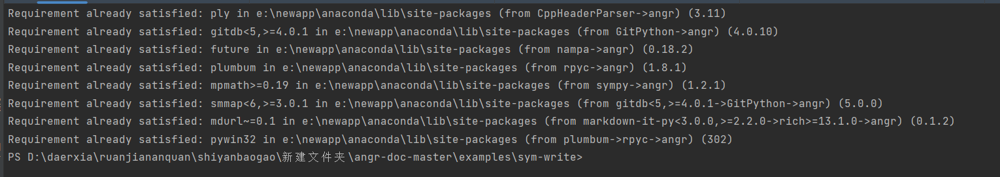 Requirement already satisfied: ply in e:\newapp\anaconda\lib\site-packages (from CppHeaderParser->angr) (3.11)
Requirement already satisfied: gitdb<5,>=4.0.1 in e:\newapp\anaconda\lib\site-packages (from GitPython->angr) (4.0.10)
Requirement already satisfied: future in e:\newapp\anaconda\lib\site-packages (from nampa->angr) (0.18.2)
Requirement already satisfied: plumbum in e:\newapp\anaconda\lib\site-packages (from rpyc->angr) (1.8.1)
Requirement already satisfied: mpmath>=0.19 in e:\newapp\anaconda\lib\site-packages (from sympy->angr) (1.2.1)
Requirement already satisfied: smmap<6,>=3.0.1 in e:\newapp\anaconda\lib\site-packages (from gitdb<5,>=4.0.1->GitPython->angr) (5.0.0)
Requirement already satisfied: mdurl~=0.1 in e:\newapp\anaconda\lib\site-packages (from markdown-it-py<3.0.0,>=2.2.0->rich>=13.1.0->angr) (0.1.2)
Requirement already satisfied: pywin32 in e:\newapp\anaconda\lib\site-packages (from plumbum->rpyc->angr) (302)
PS D:\daerxia\ruanjiananquan\shiyanbaogao\新建文件夹\angr-doc-master\examples\sym-write>